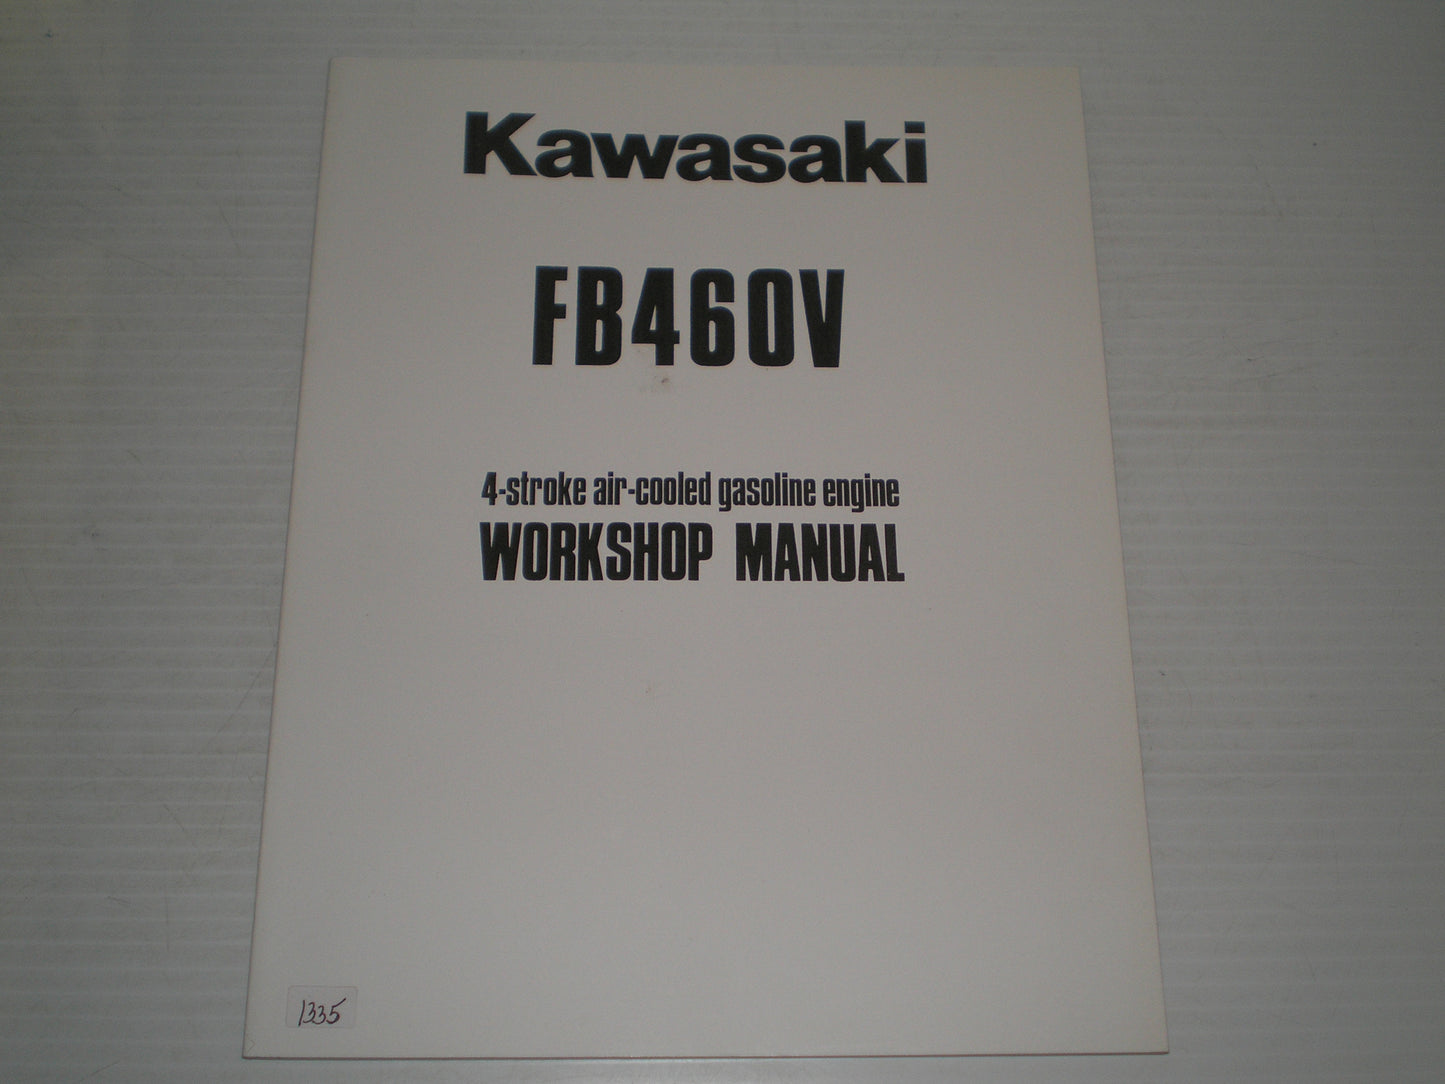 Kawasaki
FB460V
4-stroke air-cooled gasoline engine
WORKSHOP MANUAL
1335